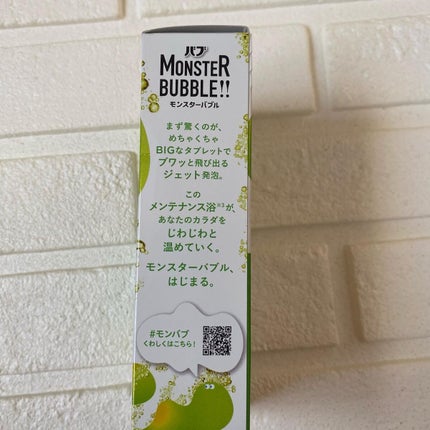 バブ
MONSTER
BUBBLE!!
モンスターバブル
まず驚くのが、
めちゃくちゃ
BIGなタブレットで
ブワッと飛び出る
ジェット発泡。
この
メンテナンス浴※3が、
あなたのカラダを
じわじわと
温めていく。
モンスターバブル、
はじまる。
#モンバブ
くわしくはこちら!